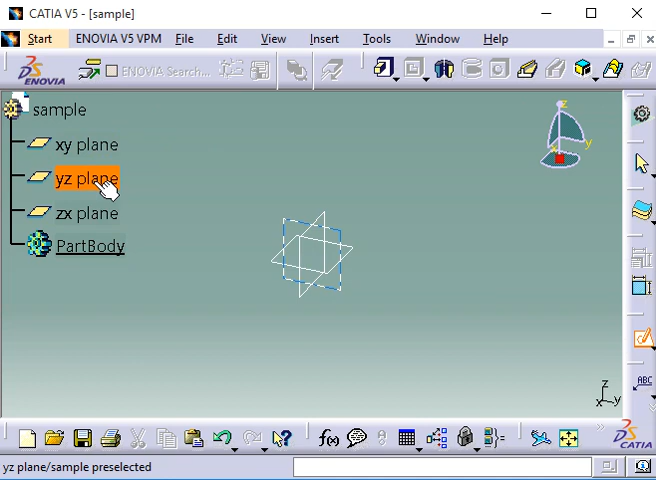 CATIA V5 - [sample]
Start ENOVIA V5 VPM File Edit View Insert Tools Window Help
ENOVIA ENOVIA Search...
sample
xy plane
yz plane
zx plane
PartBody
z
y
x
ABC
z
x y
f(x)
CATIA
yz plane/sample preselected